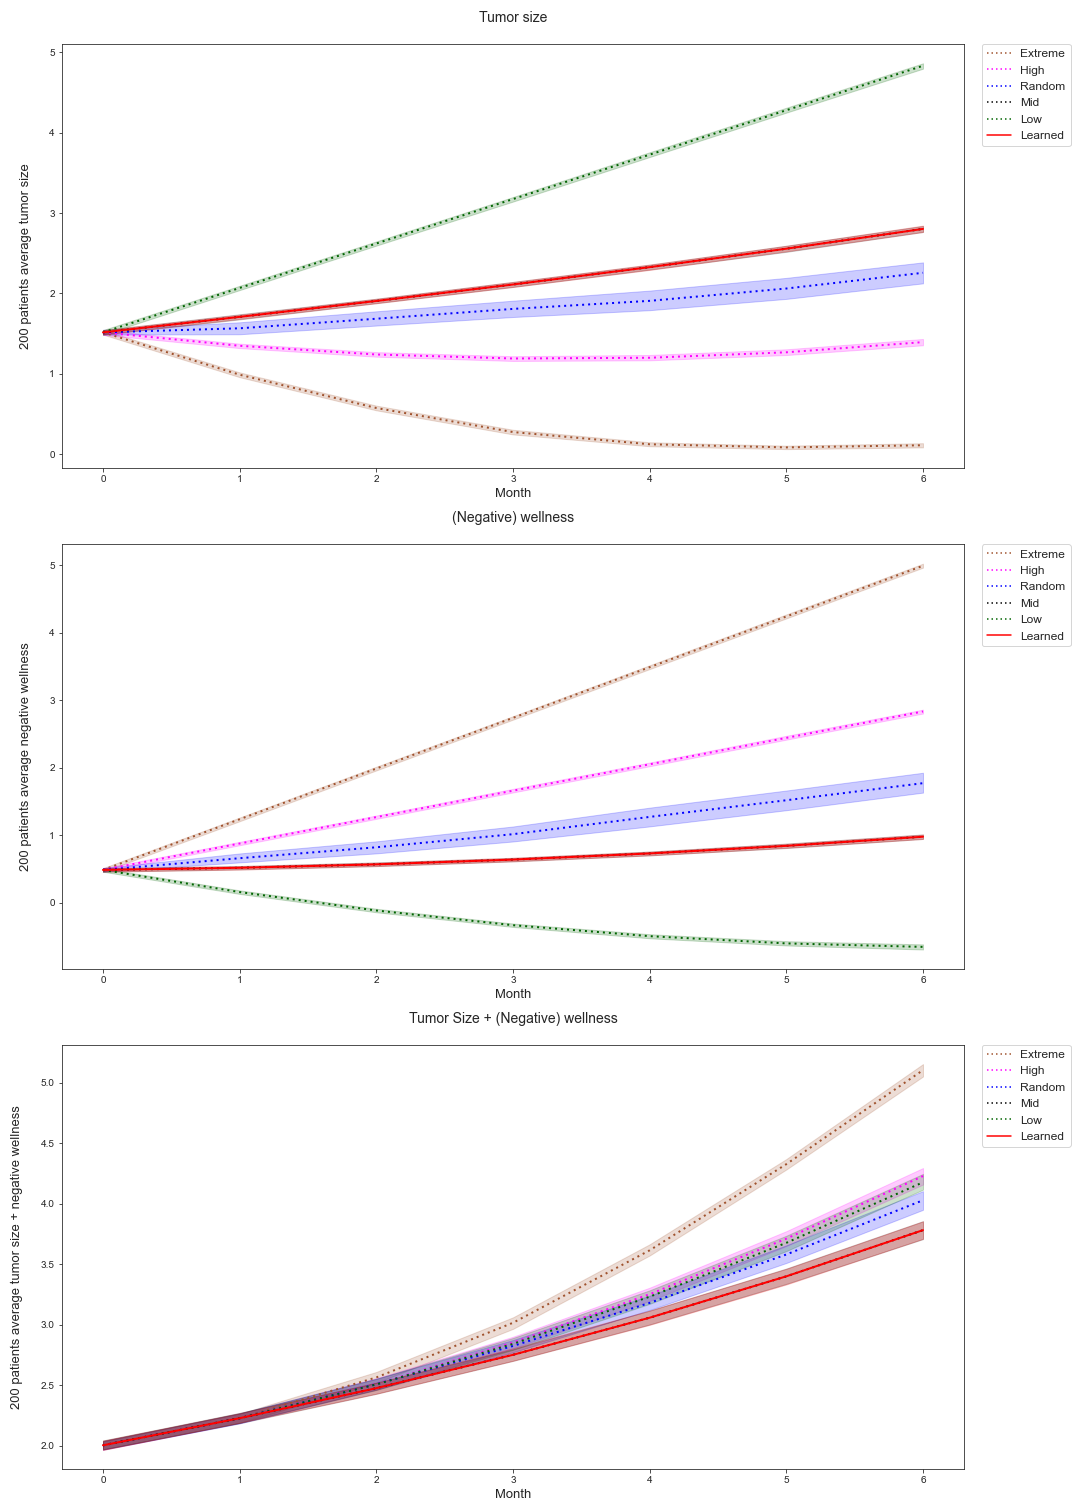 Tumor size
5
4
3
2
1
0
200 patients average tumor size
0 1 2 3 4 5 6
Month
Extreme
High
Random
Mid
Low
Learned
(Negative) wellness
5
4
3
2
1
0
200 patients average negative wellness
0 1 2 3 4 5 6
Month
Extreme
High
Random
Mid
Low
Learned
Tumor Size + (Negative) wellness
5.0
4.5
4.0
3.5
3.0
2.5
2.0
200 patients average tumor size + negative wellness
0 1 2 3 4 5 6
Month
Extreme
High
Random
Mid
Low
Learned